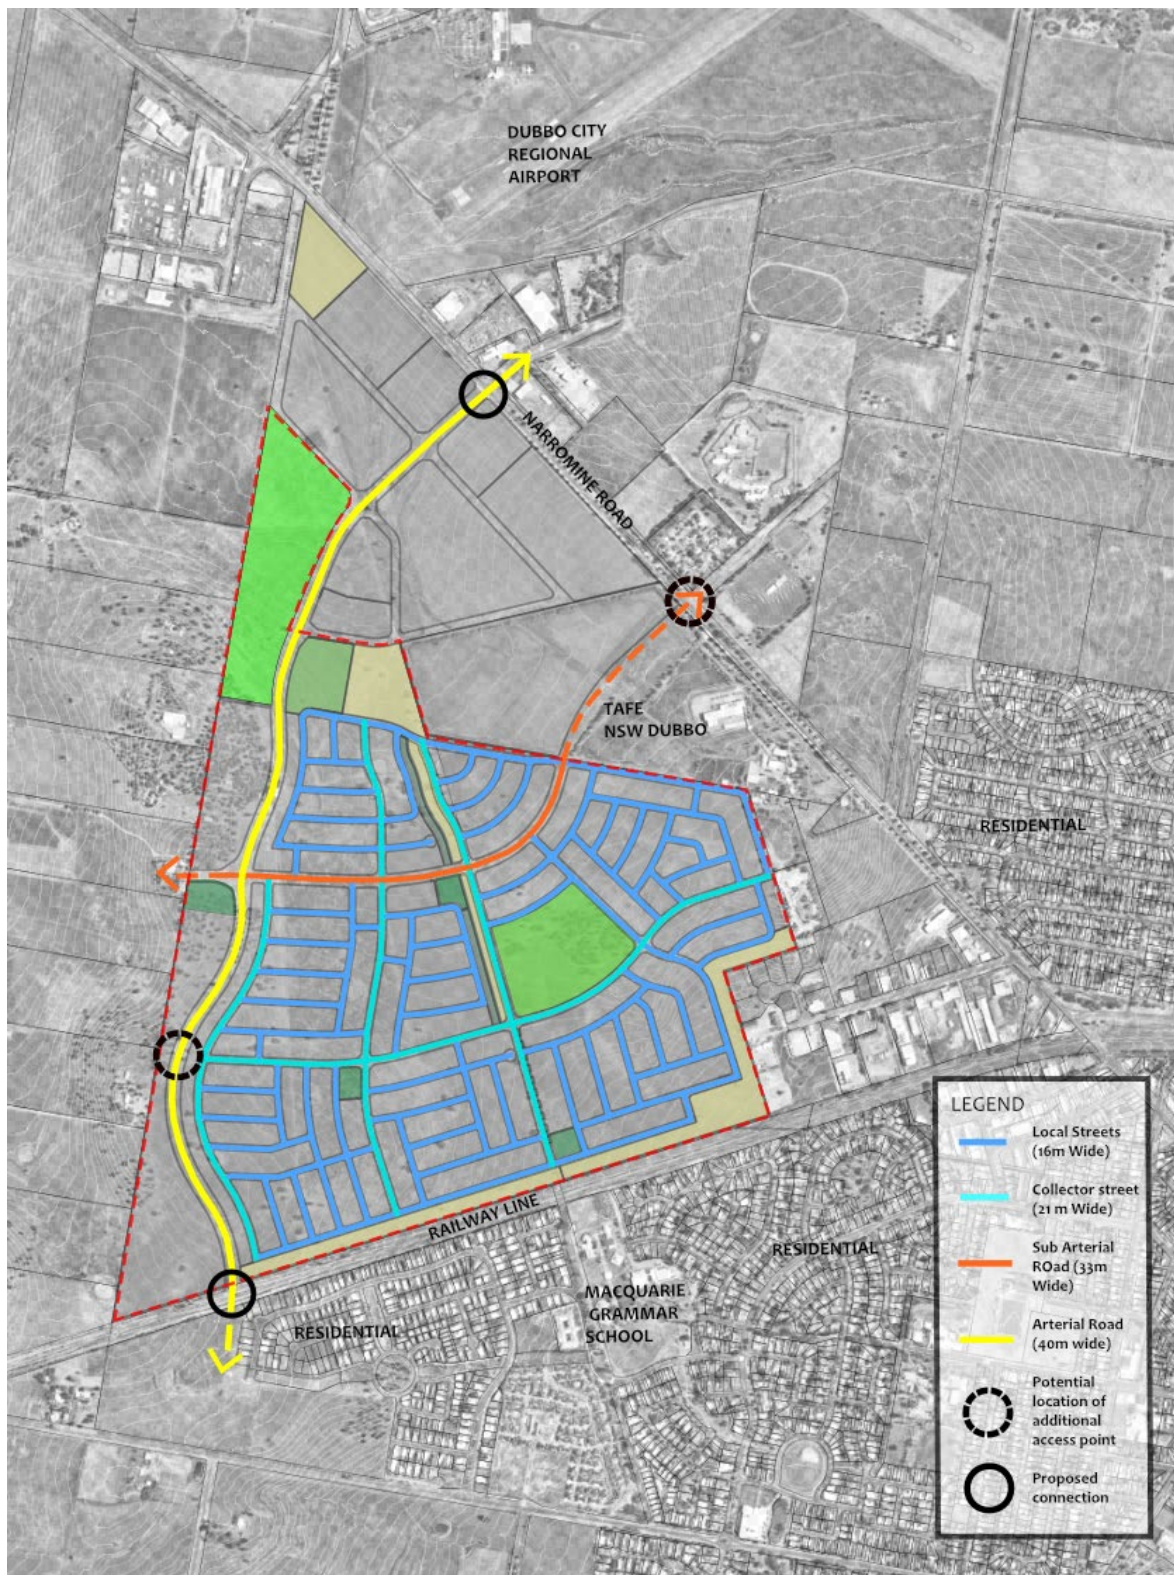 DUBBO CITY
REGIONAL
AIRPORT
NARROMINE ROAD
TAFE
NSW DUBBO
RESIDENTIAL
RAILWAY LINE
RESIDENTIAL
MACQUARIE
GRAMMAR
SCHOOL
RESIDENTIAL
LEGEND
Local Streets
(16m Wide)
Collector street
(21 m Wide)
Sub Arterial
ROad (33m
Wide)
Arterial Road
(40m wide)
Potential
location of
additional
access point
Proposed
connection